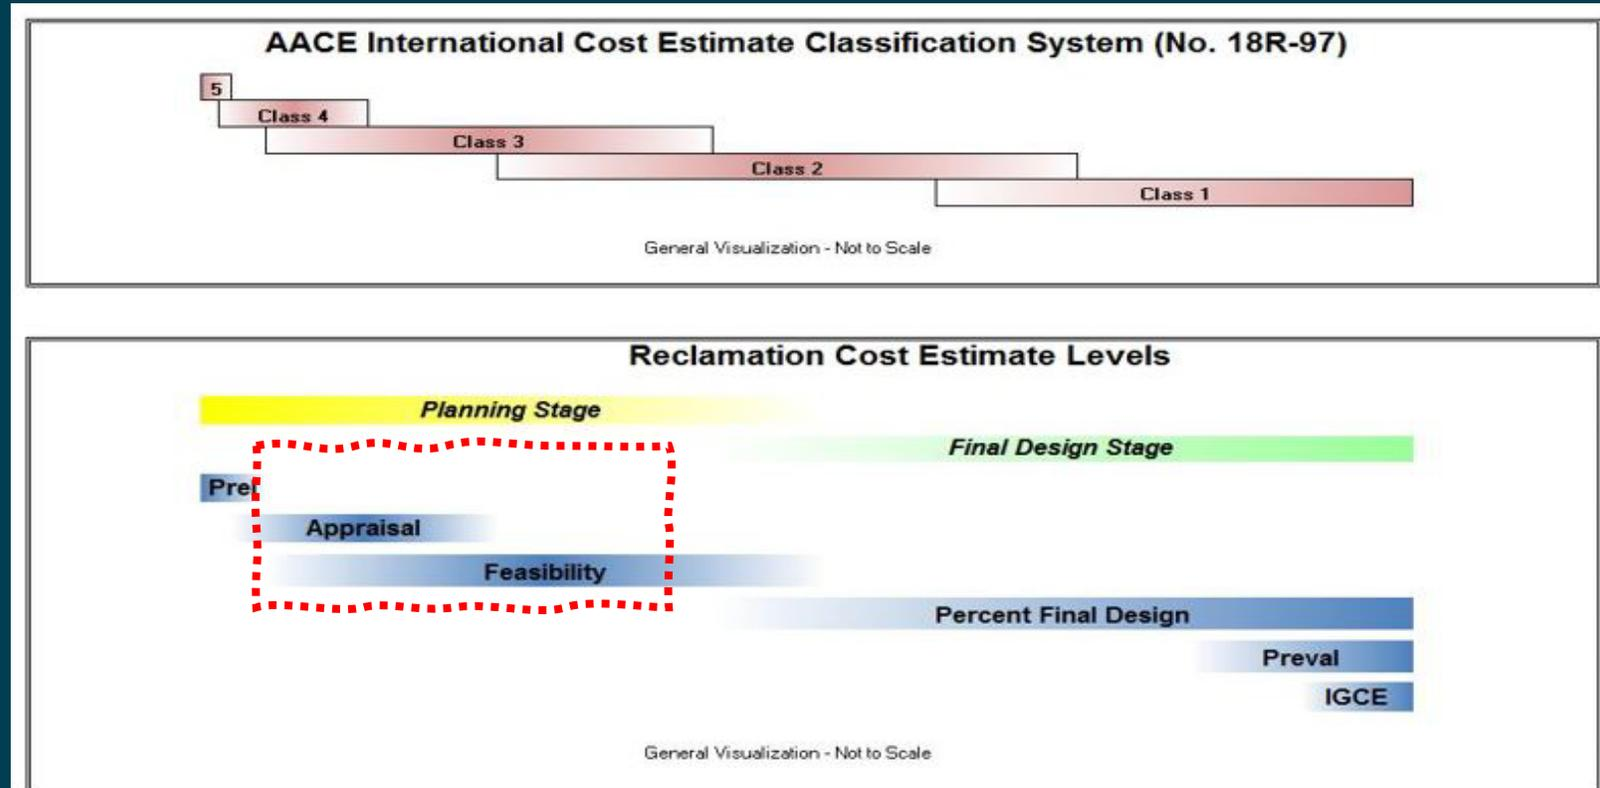 AACE International Cost Estimate Classification System (No. 18R-97)
5
Class 4
Class 3
Class 2
Class 1
General Visualization - Not to Scale
Reclamation Cost Estimate Levels
Planning Stage
Final Design Stage
Appraisal
Feasibility
Percent Final Design
Preval
IGCE
General Visualization - Not to Scale